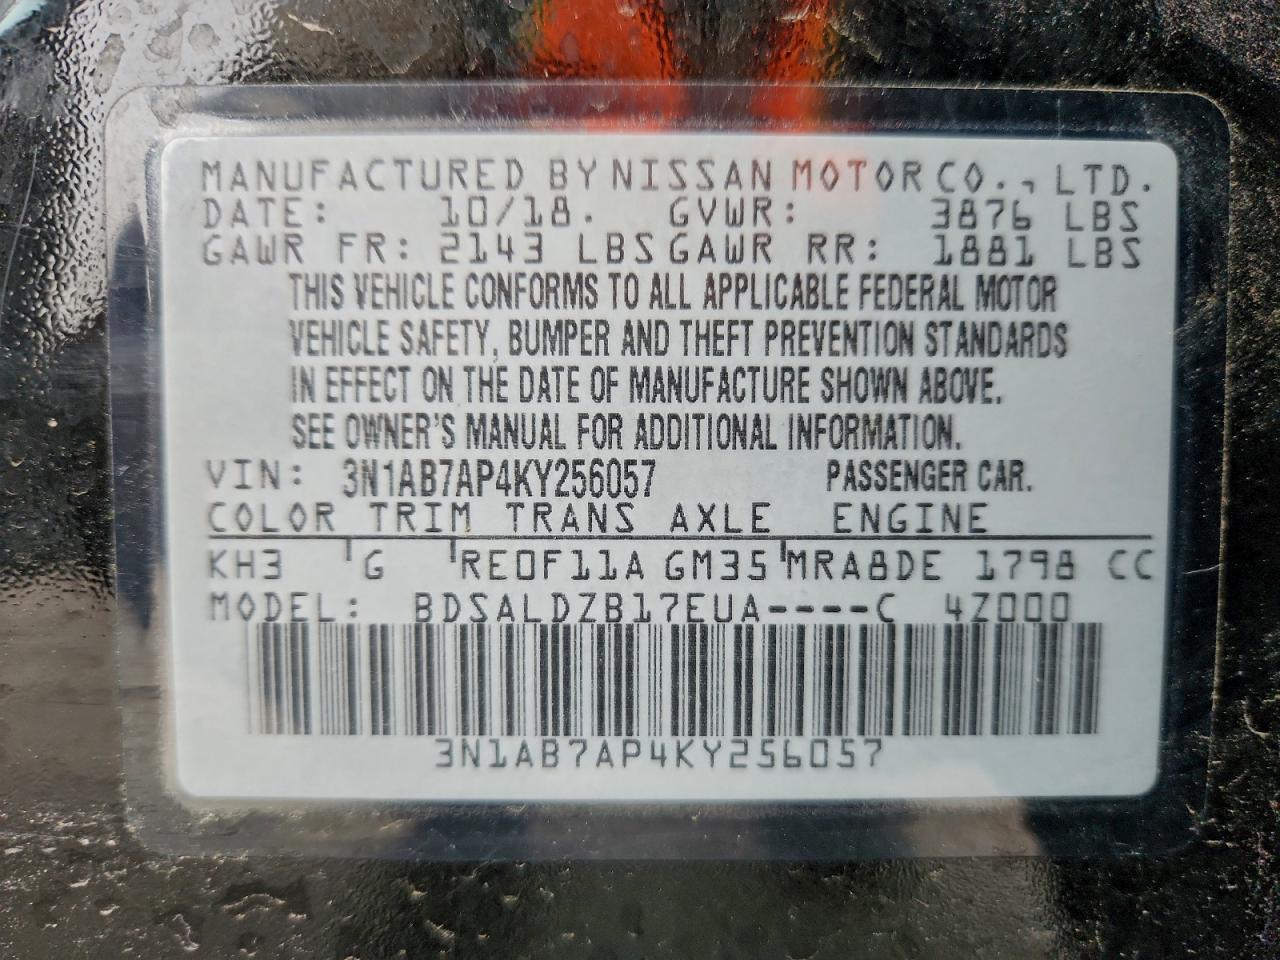 MANUFACTURED BY NISSAN MOTOR CO., LTD.
DATE: 10/18. GVWR: 3876 LBS
GAWR FR: 2143 LBS GAWR RR: 1881 LBS
THIS VEHICLE CONFORMS TO ALL APPLICABLE FEDERAL MOTOR
VEHICLE SAFETY, BUMPER AND THEFT PREVENTION STANDARDS
IN EFFECT ON THE DATE OF MANUFACTURE SHOWN ABOVE.
SEE OWNER'S MANUAL FOR ADDITIONAL INFORMATION.
VIN: 3N1AB7AP4KY256057 PASSENGER CAR.
COLOR TRIM TRANS AXLE ENGINE
KH3 G RE0F11A GM35 MRA8DE 1798 CC
MODEL: BDSALDZB17EUA----C 4Z000
3N1AB7AP4KY256057